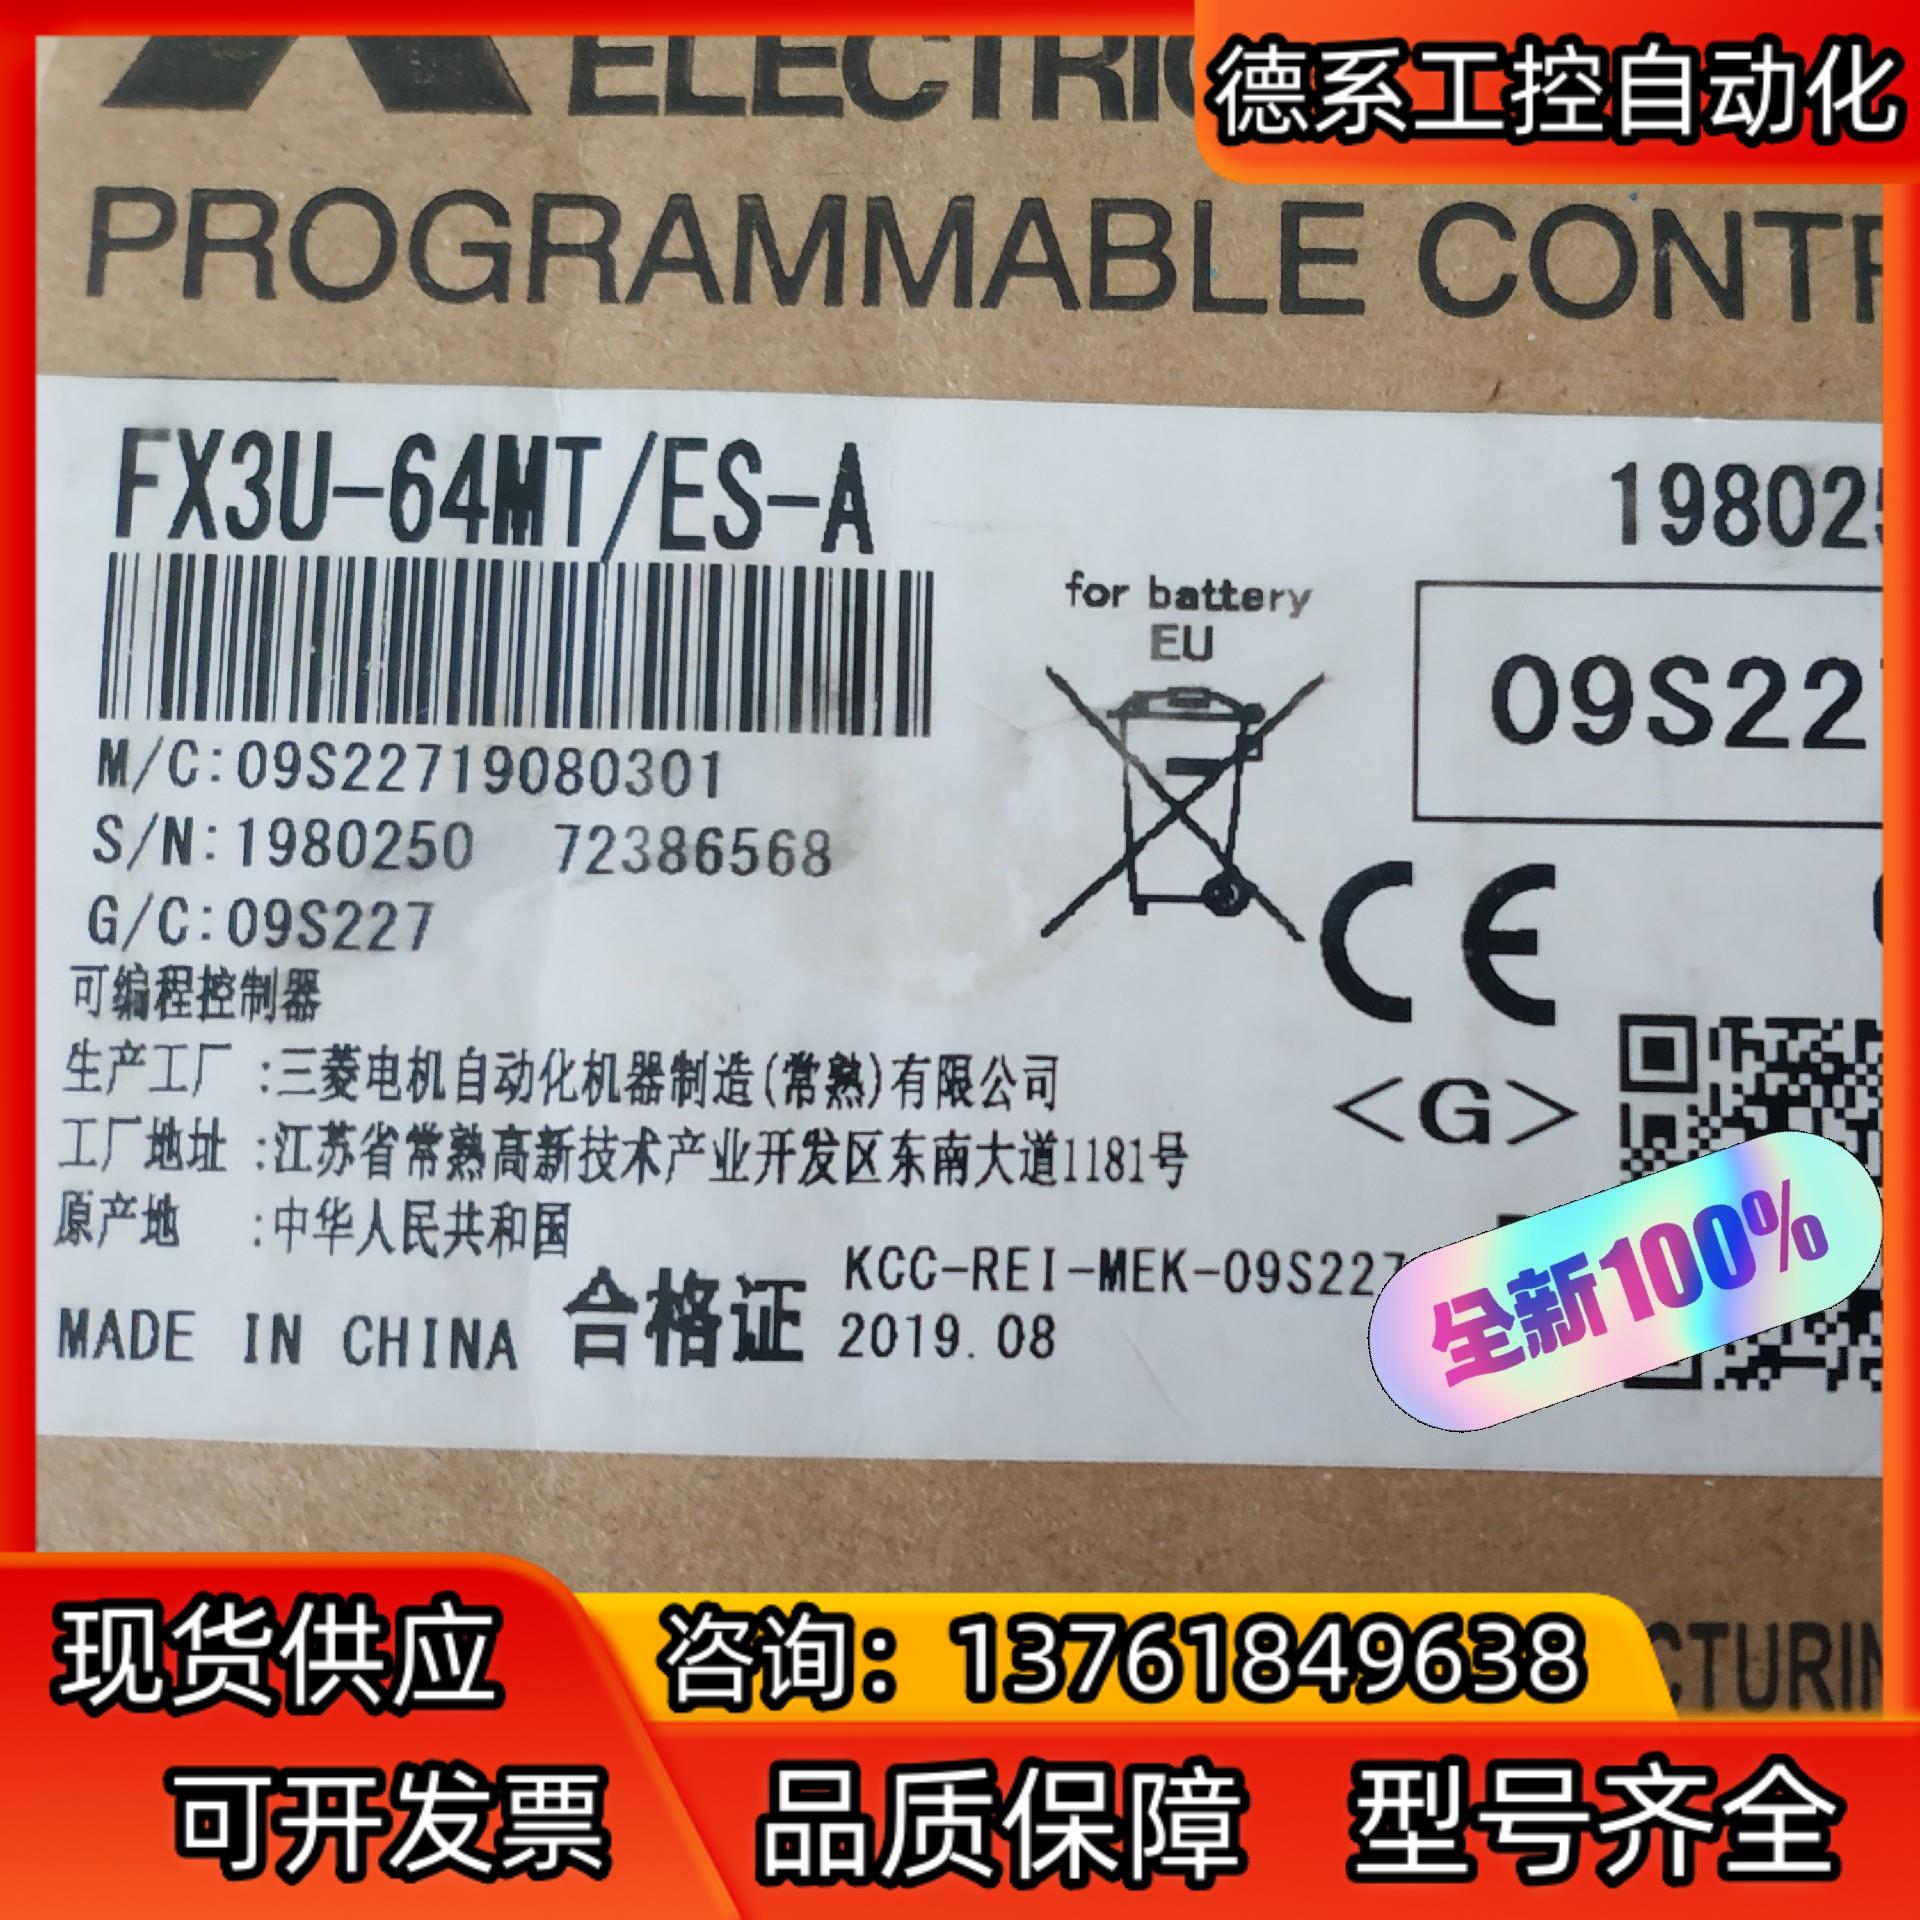 德系工控自动化
ELECTRIC
PROGRAMMABLE CONTR
FX3U-64MT/ES-A
198025
for battery
EU
09S227
M/C:09S22719080301
S/N:1980250 72386568
G/C:09S227
可编程控制器
生产工厂 :三菱电机自动化机器制造(常熟)有限公司
工厂地址 :江苏省常熟高新技术产业开发区东南大道1181号
原产地 :中华人民共和国
CE
<G>
MADE IN CHINA 合格证
KCC-REI-MEK-09S227
2019.08
全新100%
CTURIN
现货供应
咨询：13761849638
可开发票
品质保障 型号齐全